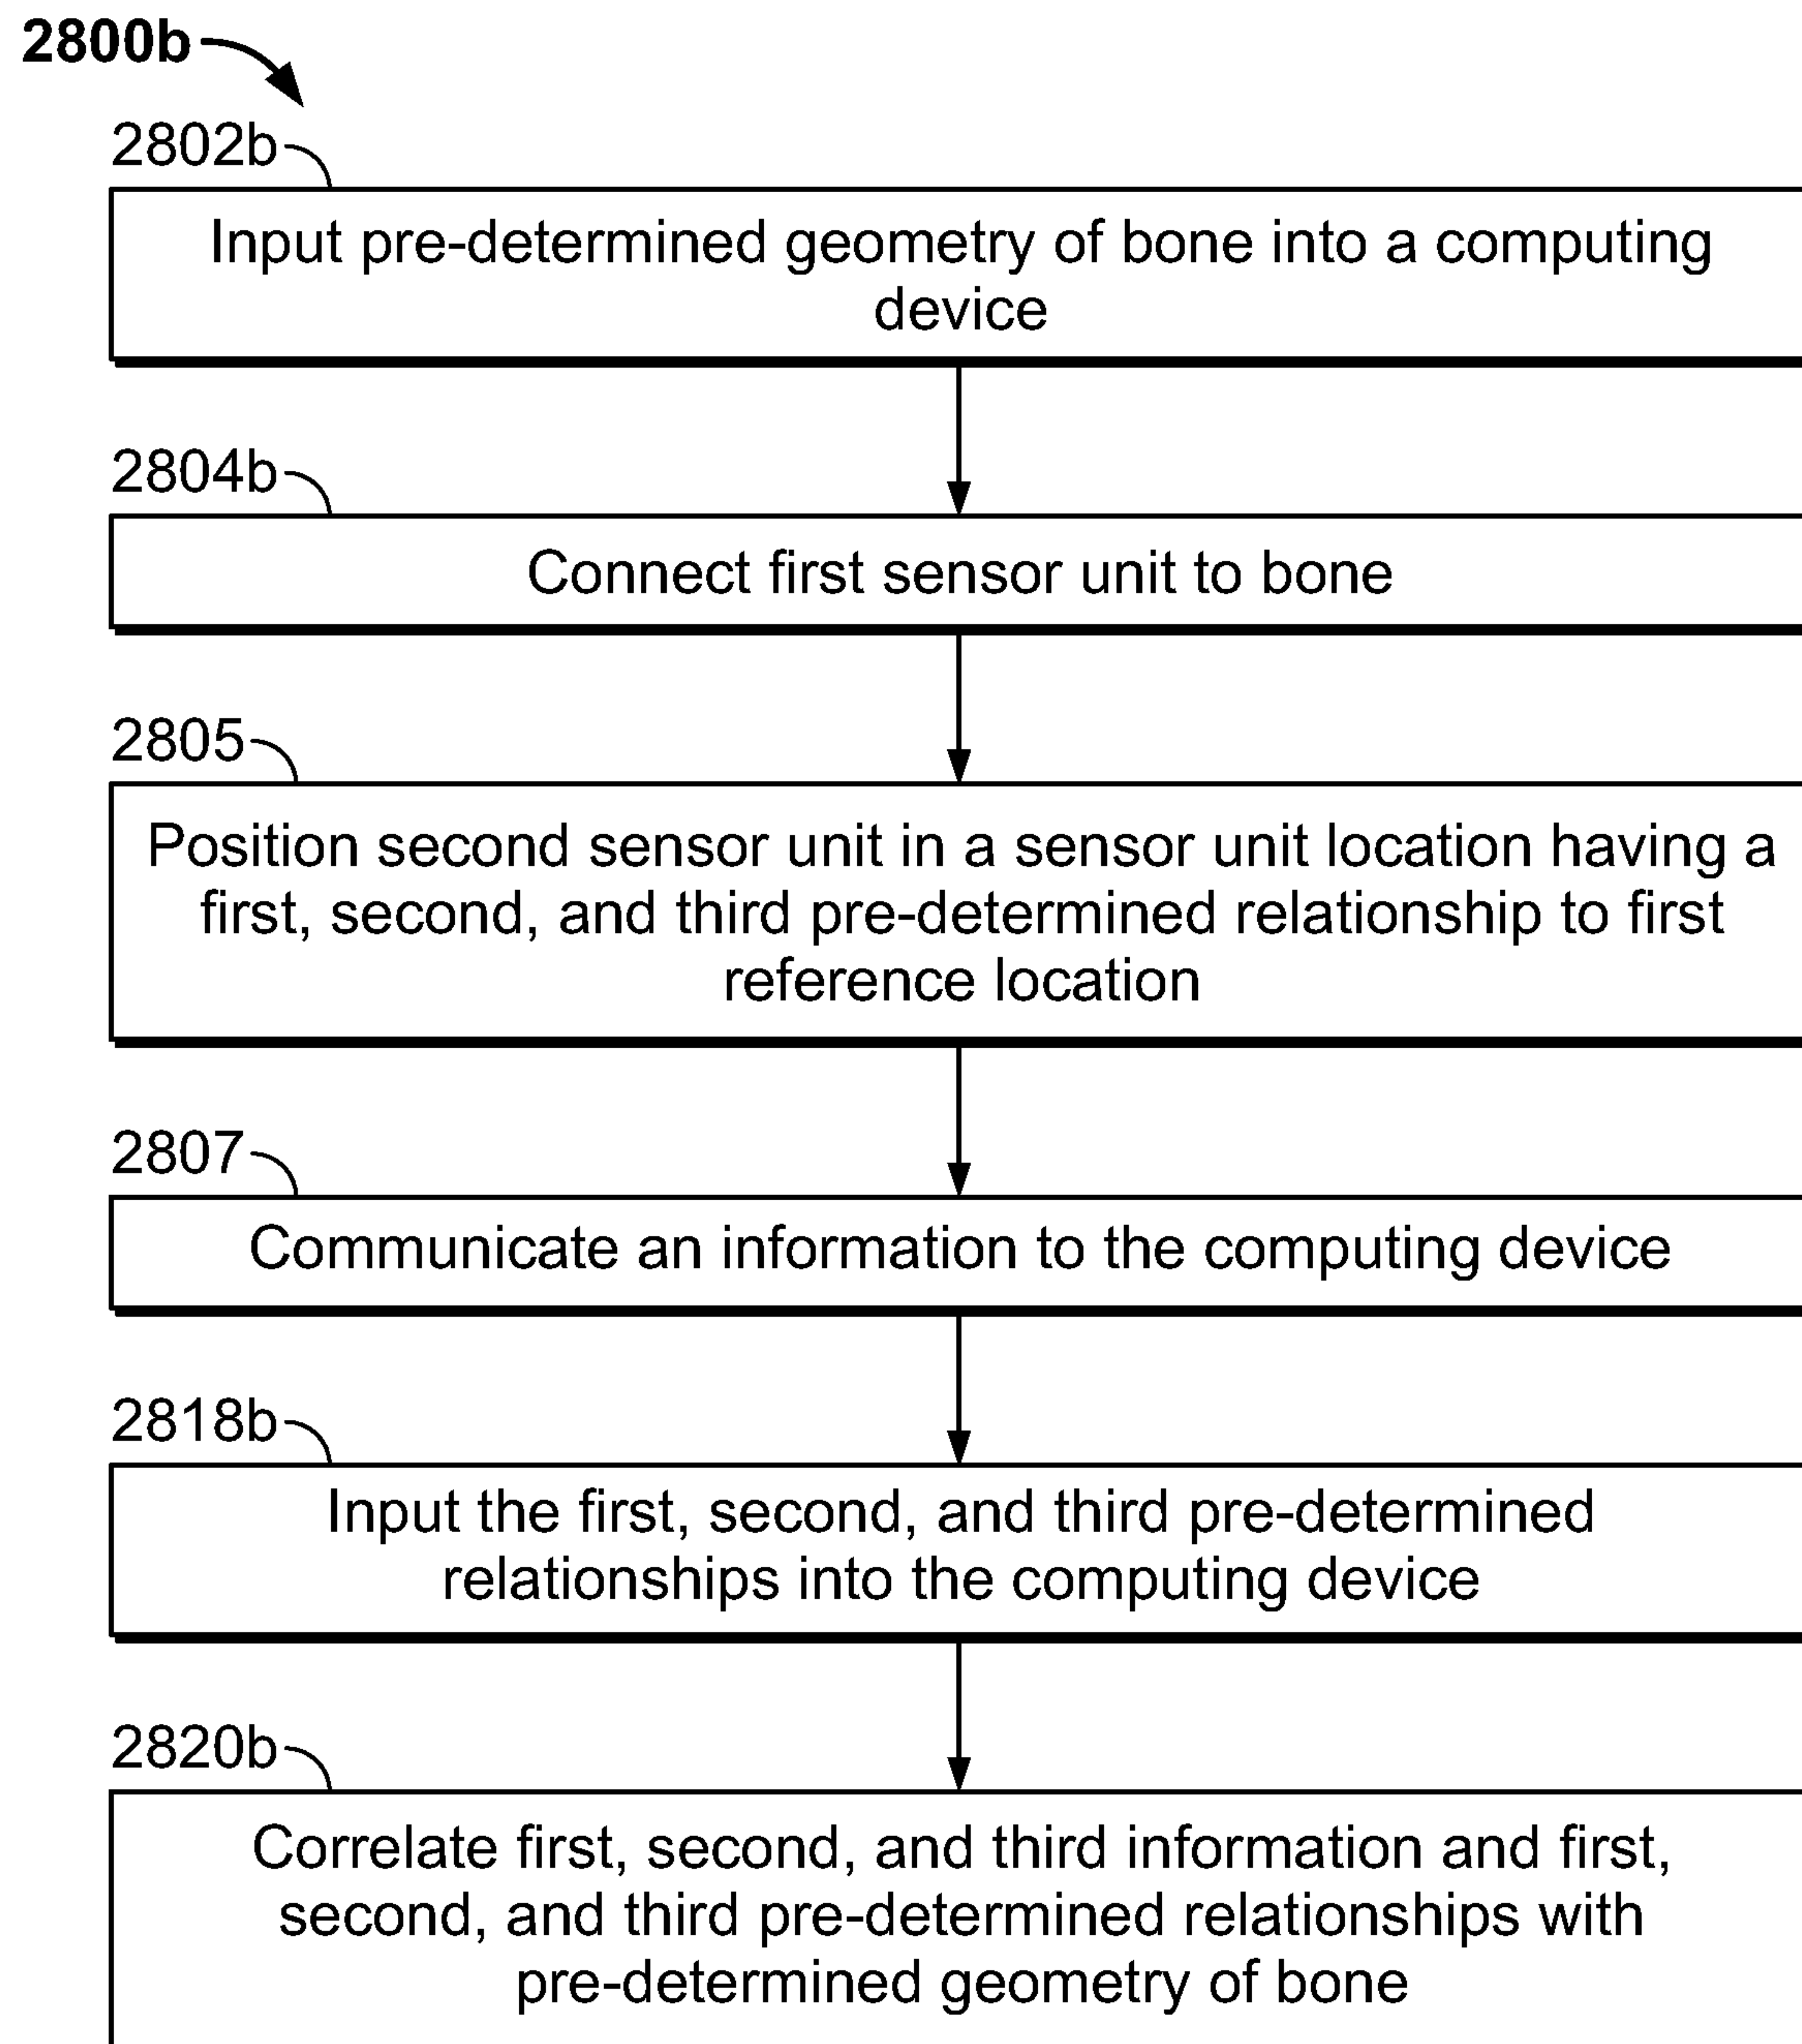 2800b
2802b
Input pre-determined geometry of bone into a computing
device
2804b
Connect first sensor unit to bone
2805
Position second sensor unit in a sensor unit location having a
first, second, and third pre-determined relationship to first
reference location
2807
Communicate an information to the computing device
2818b
Input the first, second, and third pre-determined
relationships into the computing device
2820b
Correlate first, second, and third information and first,
second, and third pre-determined relationships with
pre-determined geometry of bone